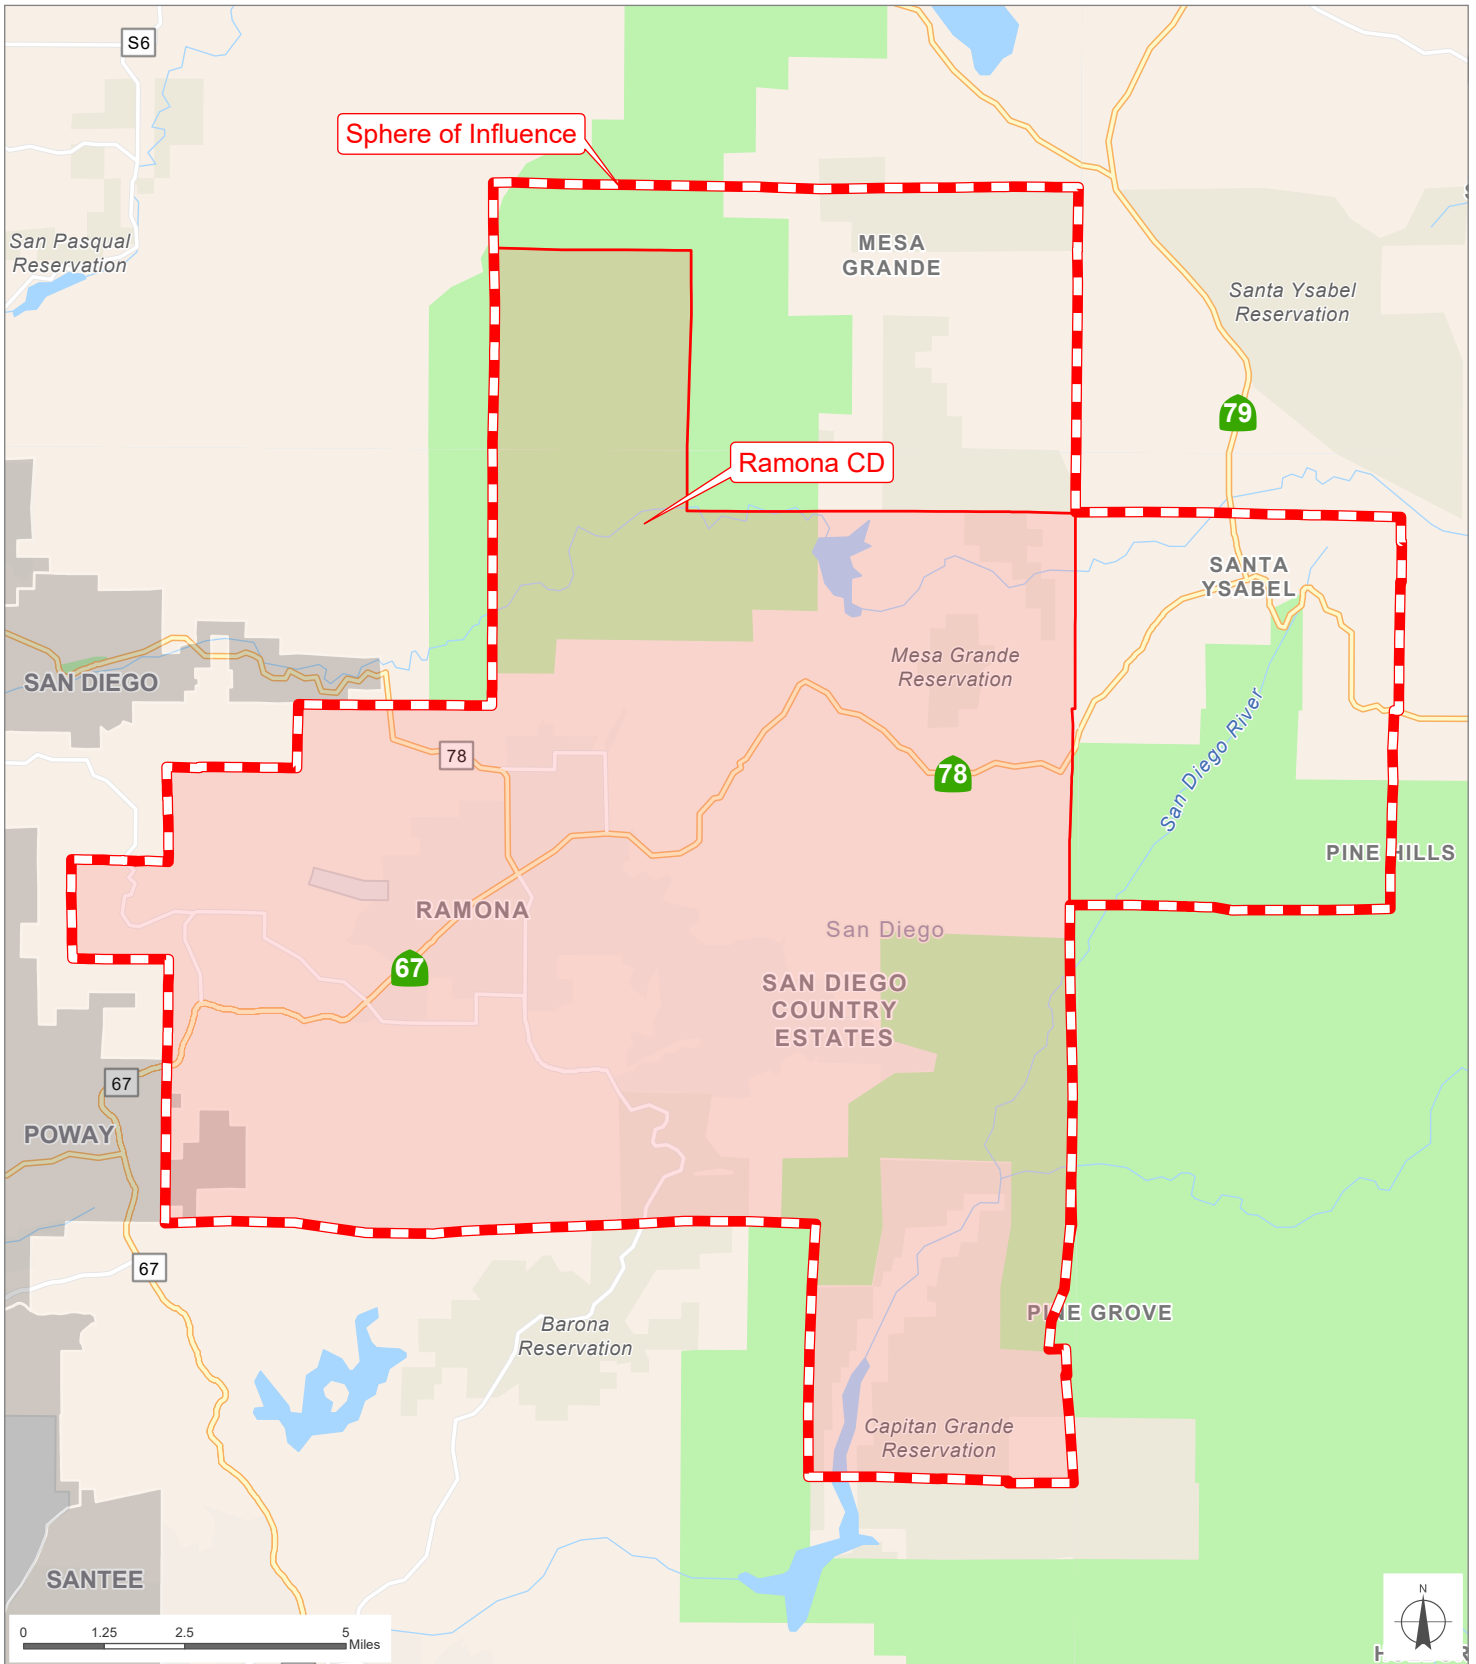 S6
Sphere of Influence
San Pasqual
Reservation
MESA
GRANDE
Santa Ysabel
Reservation
79
Ramona CD
SANTA
YSABEL
SAN DIEGO
Mesa Grande
Reservation
San Diego River
78
78
PINE HILLS
RAMONA
San Diego
67
SAN DIEGO
COUNTRY
ESTATES
67
POWAY
67
PINE GROVE
Barona
Reservation
Capitan Grande
Reservation
SANTEE
N
0 1.25 2.5 5
Miles